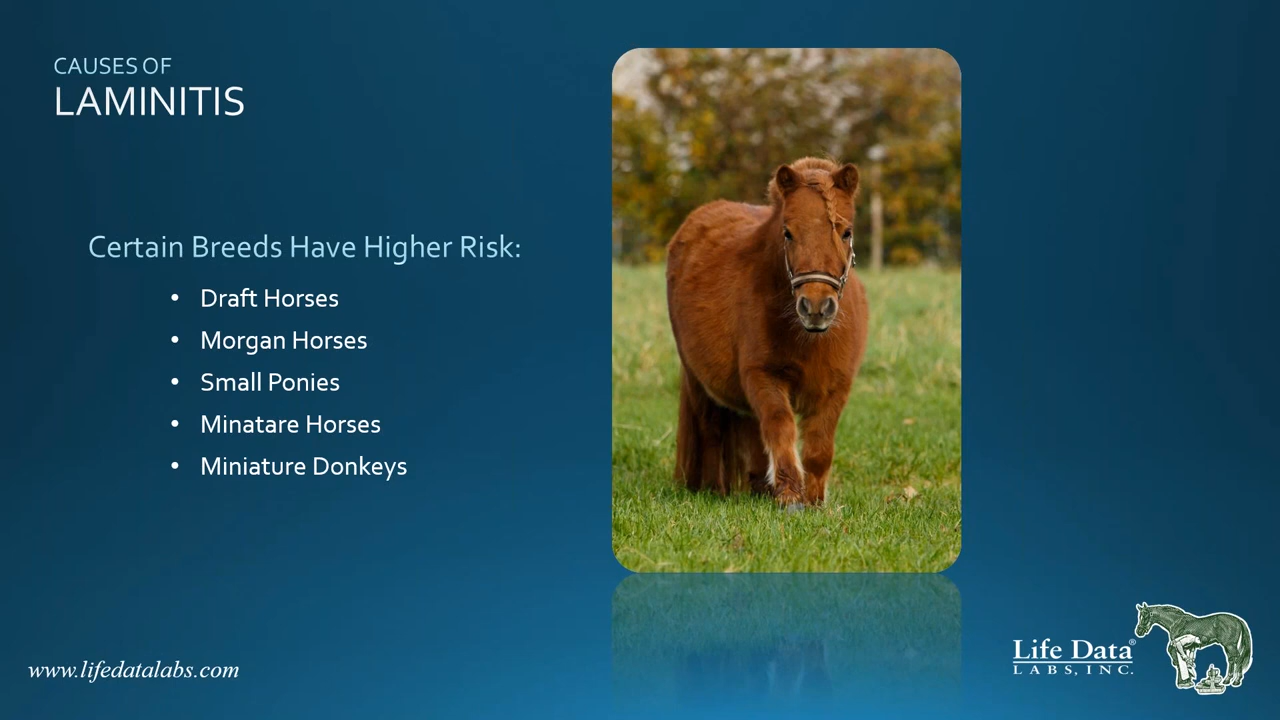 CAUSES OF
LAMINITIS
Certain Breeds Have Higher Risk:
• Draft Horses
• Morgan Horses
• Small Ponies
• Minatare Horses
• Miniature Donkeys
www.lifedatalabs.com
Life Data®
LABS, INC.